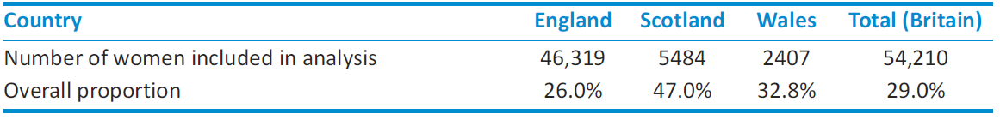 Country England Scotland Wales Total (Britain)
Number of women included in analysis 46,319 5484 2407 54,210
Overall proportion 26.0% 47.0% 32.8% 29.0%